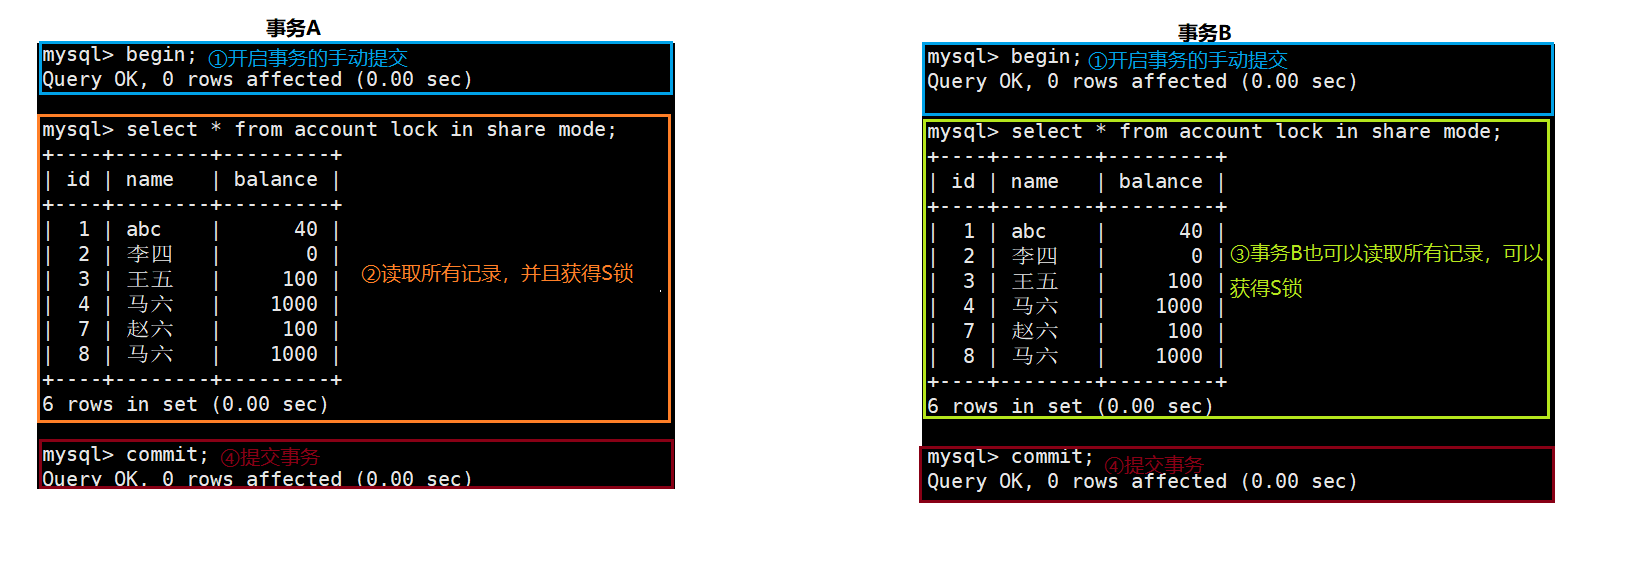 事务A
mysql> begin; ①开启事务的手动提交
Query OK, 0 rows affected (0.00 sec)
mysql> select * from account lock in share mode;
+----+--------+---------+
| id | name   | balance |
+----+--------+---------+
|  1 | abc    |      40 |
|  2 | 李四   |       0 |
|  3 | 王五   |     100 |
|  4 | 马六   |    1000 |
|  7 | 赵六   |     100 |
|  8 | 马六   |    1000 |
+----+--------+---------+
6 rows in set (0.00 sec)
②读取所有记录，并且获得S锁
mysql> commit; ④提交事务
Query OK, 0 rows affected (0.00 sec)
事务B
mysql> begin; ①开启事务的手动提交
Query OK, 0 rows affected (0.00 sec)
mysql> select * from account lock in share mode;
+----+--------+---------+
| id | name   | balance |
+----+--------+---------+
|  1 | abc    |      40 |
|  2 | 李四   |       0 |
|  3 | 王五   |     100 |
|  4 | 马六   |    1000 |
|  7 | 赵六   |     100 |
|  8 | 马六   |    1000 |
+----+--------+---------+
6 rows in set (0.00 sec)
③事务B也可以读取所有记录，可以
获得S锁
mysql> commit; ④提交事务
Query OK, 0 rows affected (0.00 sec)